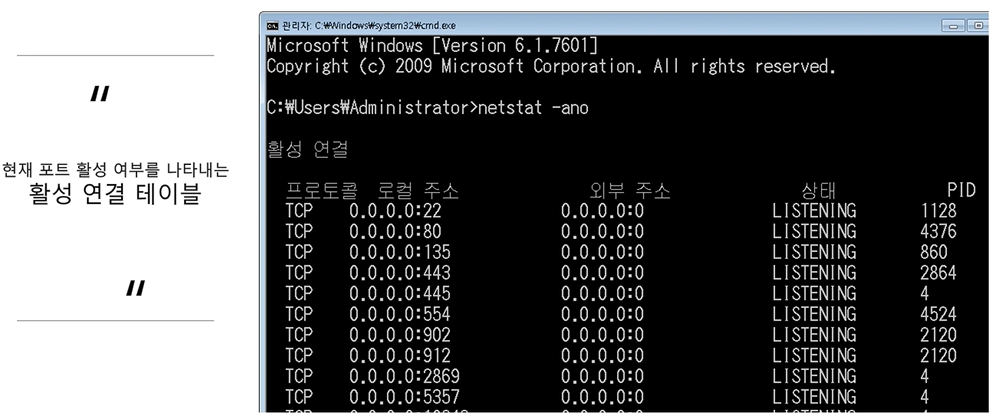 "
현재 포트 활성 여부를 나타내는
활성 연결 테이블
"
관리자: C:₩Windows₩system32₩cmd.exe
Microsoft Windows [Version 6.1.7601]
Copyright (c) 2009 Microsoft Corporation. All rights reserved.
C:₩Users₩Administrator>netstat -ano
활성 연결
프로토콜 로컬 주소 외부 주소 상태 PID
TCP 0.0.0.0:22 0.0.0.0:0 LISTENING 1128
TCP 0.0.0.0:80 0.0.0.0:0 LISTENING 4376
TCP 0.0.0.0:135 0.0.0.0:0 LISTENING 860
TCP 0.0.0.0:443 0.0.0.0:0 LISTENING 2864
TCP 0.0.0.0:445 0.0.0.0:0 LISTENING 4
TCP 0.0.0.0:554 0.0.0.0:0 LISTENING 4524
TCP 0.0.0.0:902 0.0.0.0:0 LISTENING 2120
TCP 0.0.0.0:912 0.0.0.0:0 LISTENING 2120
TCP 0.0.0.0:2869 0.0.0.0:0 LISTENING 4
TCP 0.0.0.0:5357 0.0.0.0:0 LISTENING 4